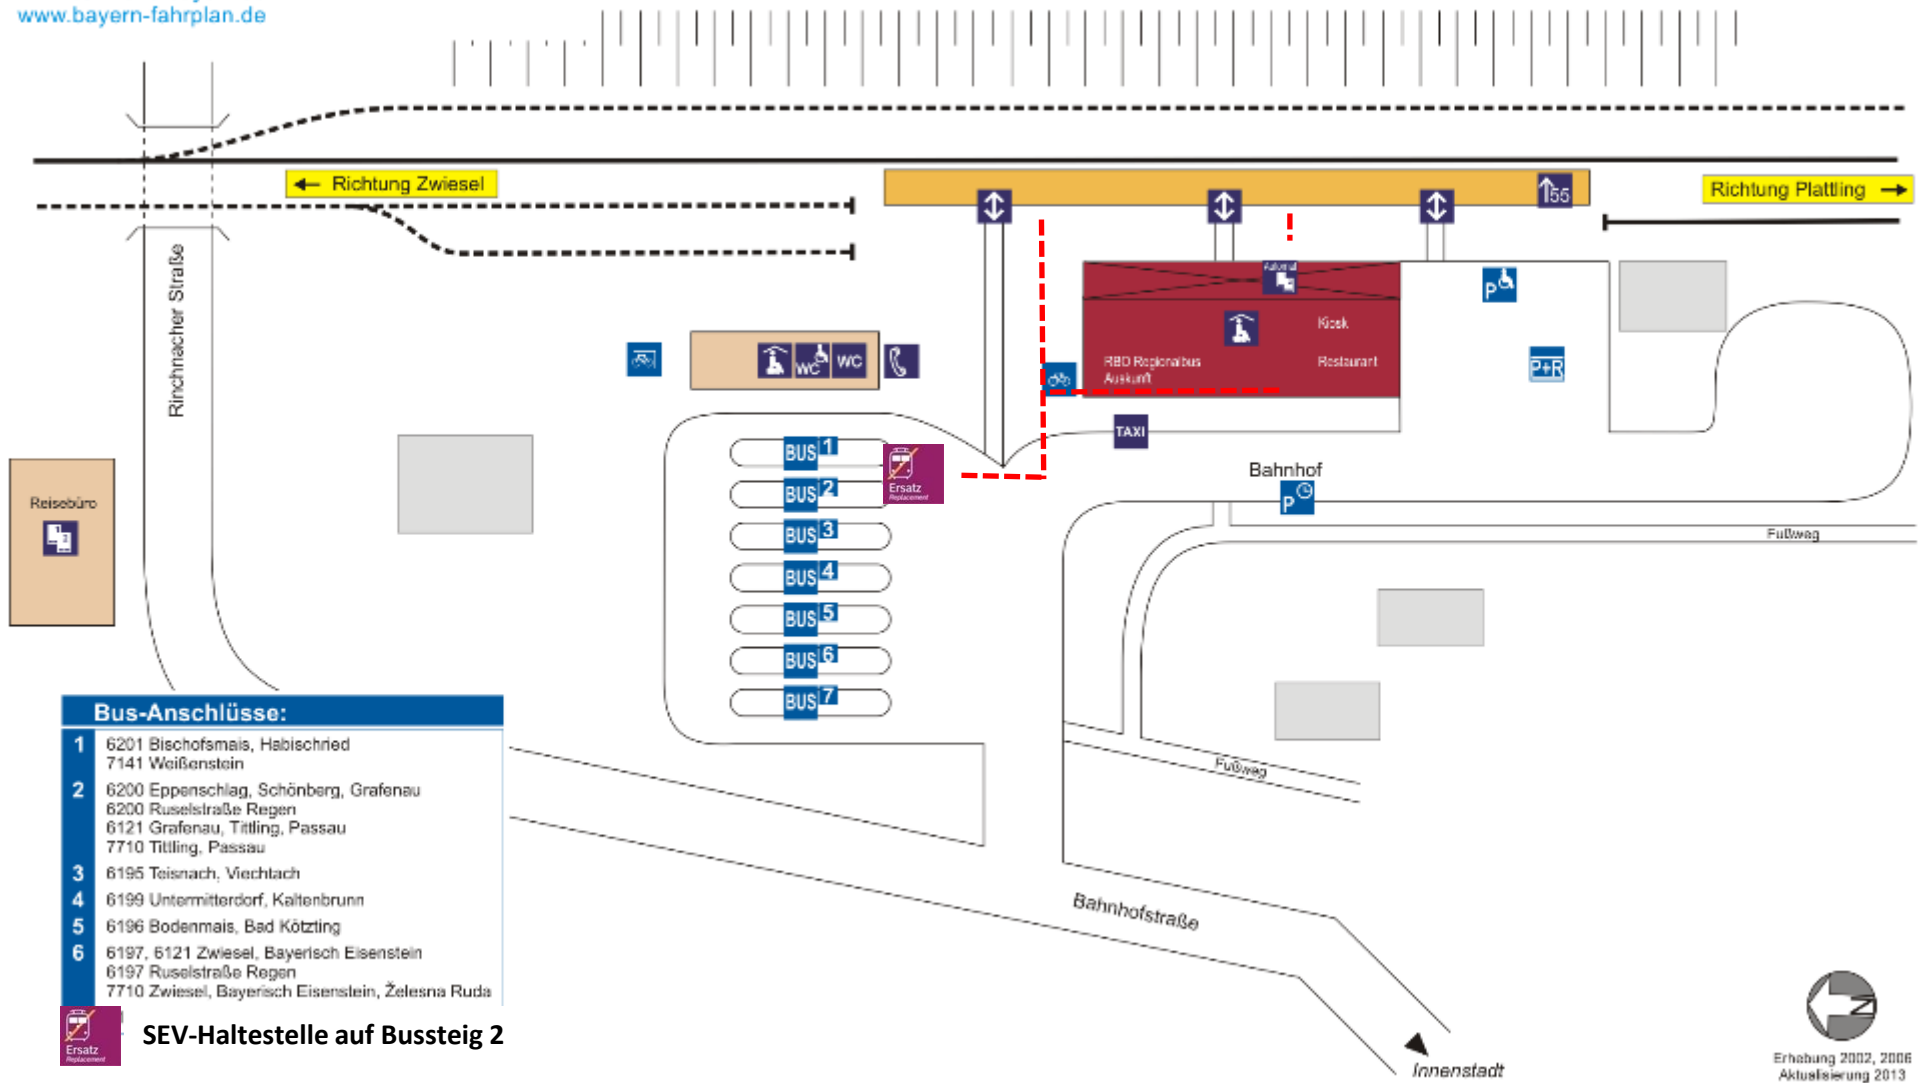 www.bayern-fahrplan.de
← Richtung Zwiesel
Richtung Plattling →
55
Rinchnacher Straße
Automat
P
Kiosk
RBO Regionalbus
Auskunft
Restaurant
WC
WC
P+R
TAXI
Bahnhof
P
Reisebüro
BUS 1
BUS 2
BUS 3
BUS 4
BUS 5
BUS 6
BUS 7
Ersatz
Replacement
Fußweg
Fußweg
Bus-Anschlüsse:
1 6201 Bischofsmais, Habischried
7141 Weißenstein
2 6200 Eppenschlag, Schönberg, Grafenau
6200 Ruselstraße Regen
6121 Grafenau, Tittling, Passau
7710 Tittling, Passau
3 6195 Teisnach, Viechtach
4 6199 Untermitterdorf, Kaltenbrunn
5 6196 Bodenmais, Bad Kötzting
6 6197, 6121 Zwiesel, Bayerisch Eisenstein
6197 Ruselstraße Regen
7710 Zwiesel, Bayerisch Eisenstein, Želesna Ruda
Ersatz
Replacement
SEV-Haltestelle auf Bussteig 2
Bahnhofstraße
Innenstadt
N
Erhebung 2002, 2006
Aktualisierung 2013